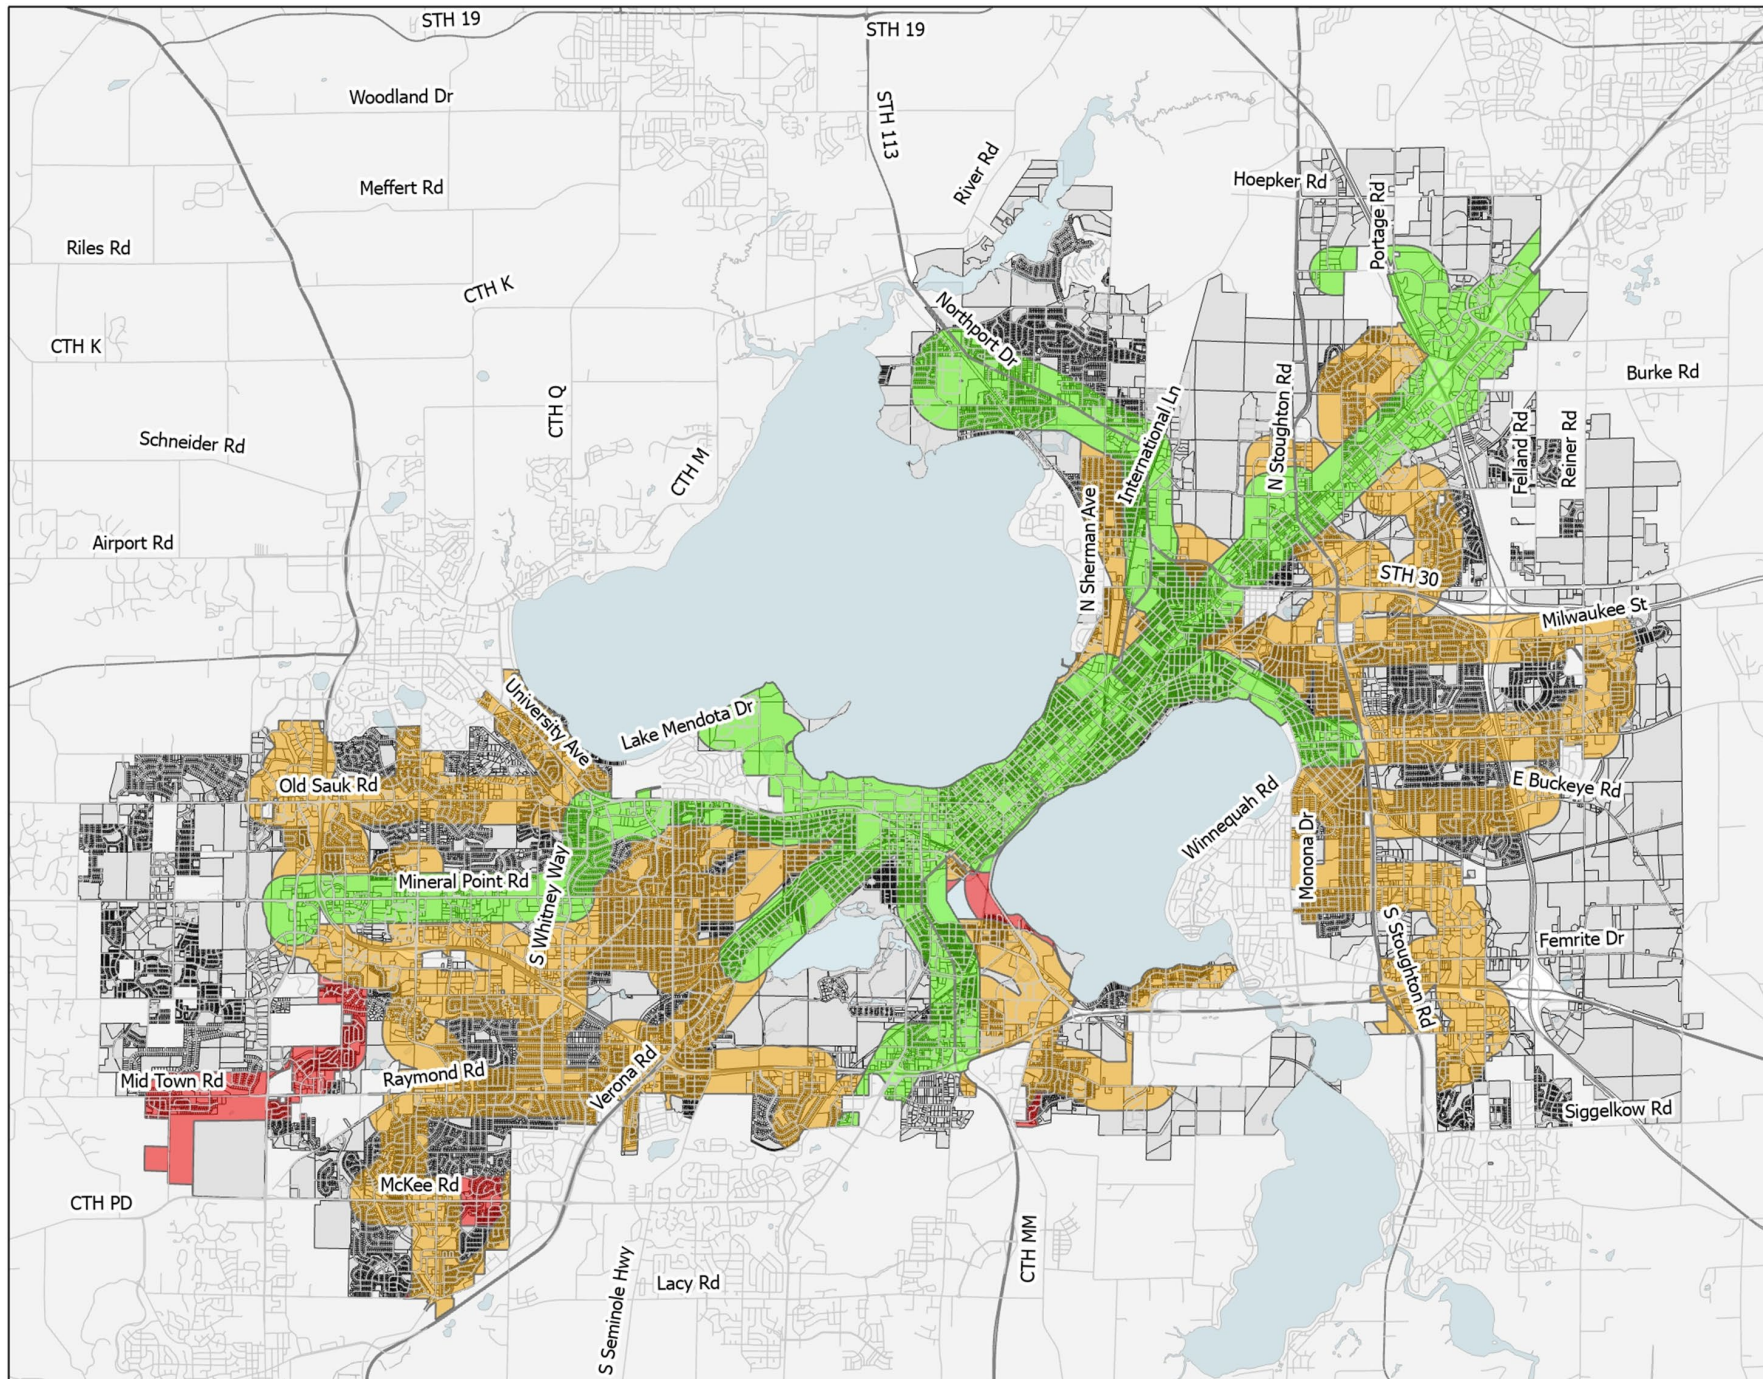 STH 19
STH 19
Woodland Dr
STH 113
River Rd
Hoepker Rd
Meffert Rd
Portage Rd
Riles Rd
CTH K
Northport Dr
CTH K
Burke Rd
CTH Q
International Ln
N Stoughton Rd
Felland Rd
Reiner Rd
Schneider Rd
CTH M
N Sherman Ave
Airport Rd
STH 30
Milwaukee St
University Ave
Lake Mendota Dr
Old Sauk Rd
E Buckeye Rd
Winnequah Rd
Monona Dr
Mineral Point Rd
S Whitney Way
S Stoughton Rd
Femrite Dr
Mid Town Rd
Raymond Rd
Verona Rd
Siggelkow Rd
McKee Rd
CTH PD
CTH MM
S Seminole Hwy
Lacy Rd